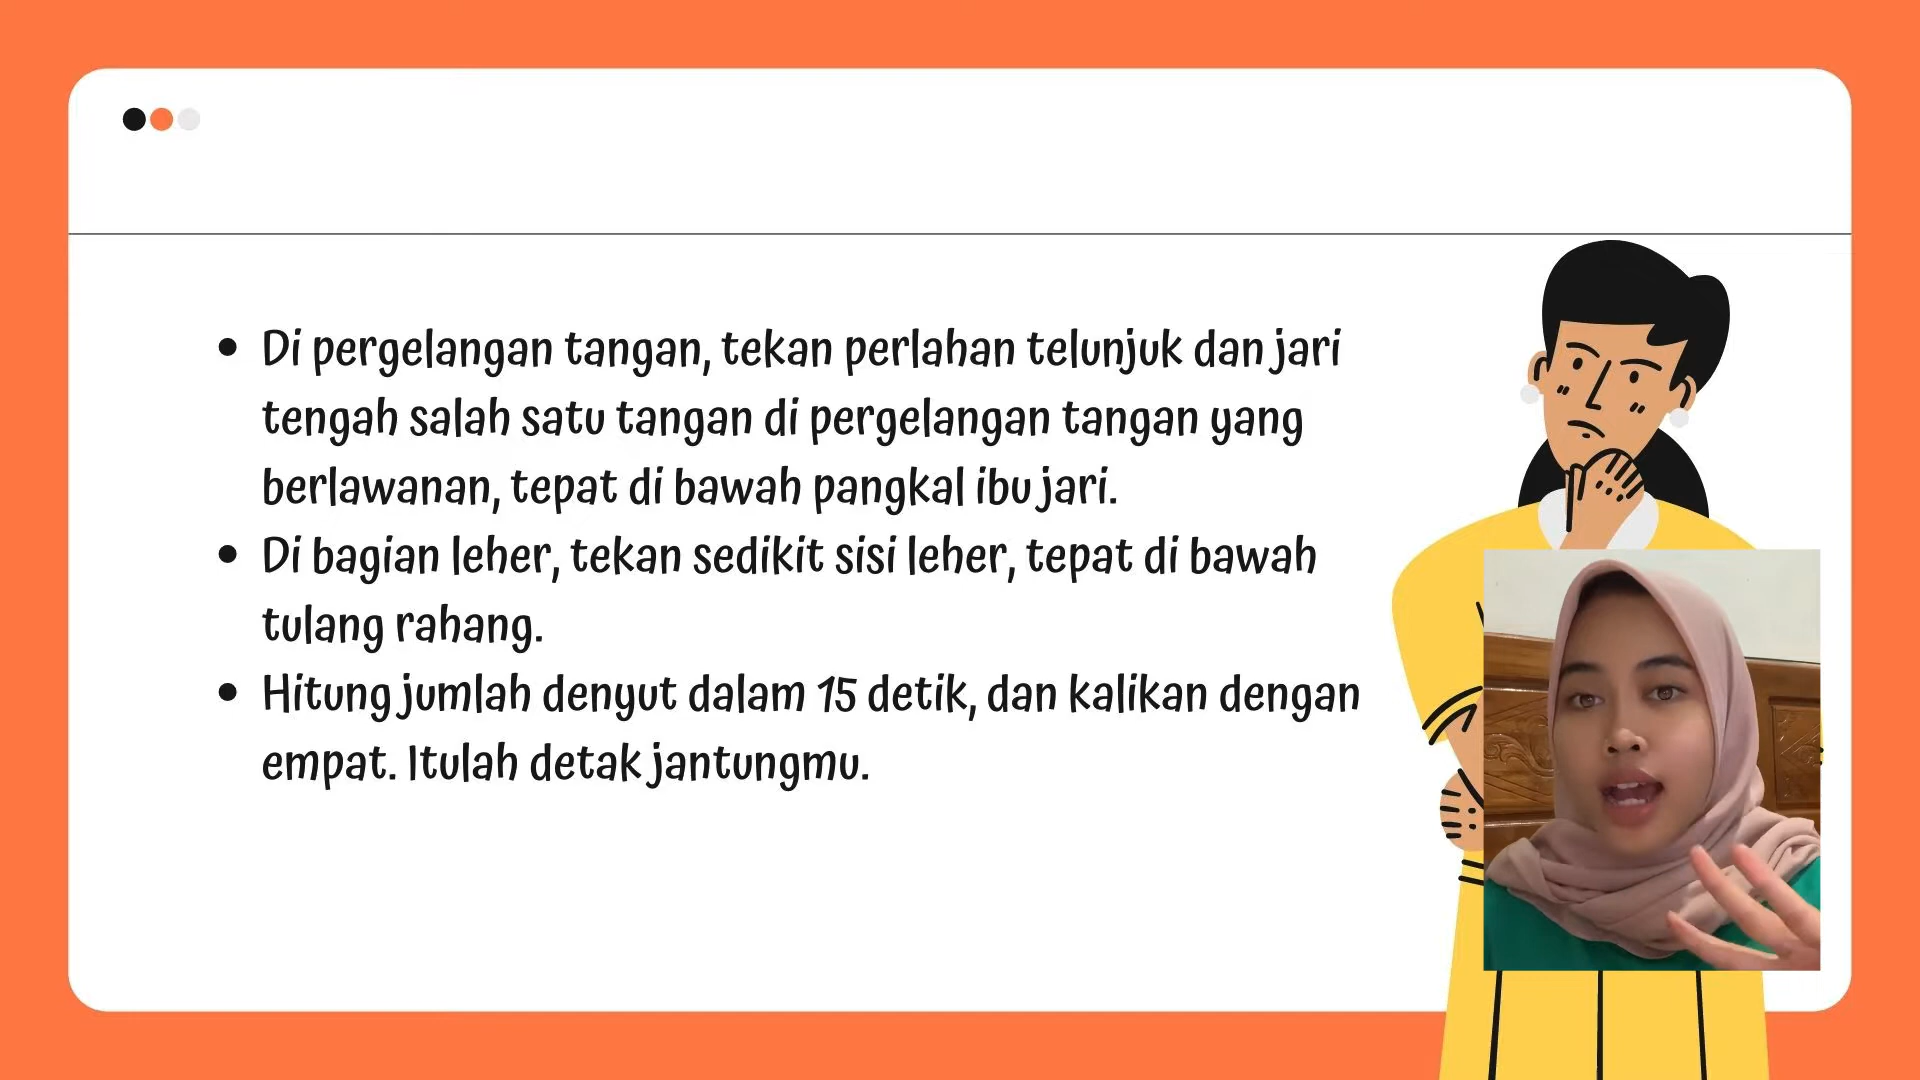 Di pergelangan tangan, tekan perlahan telunjuk dan jari
tengah salah satu tangan di pergelangan tangan yang
berlawanan, tepat di bawah pangkal ibu jari.
Di bagian leher, tekan sedikit sisi leher, tepat di bawah
tulang rahang.
Hitung jumlah denyut dalam 15 detik, dan kalikan dengan
empat. Itulah detak jantungmu.